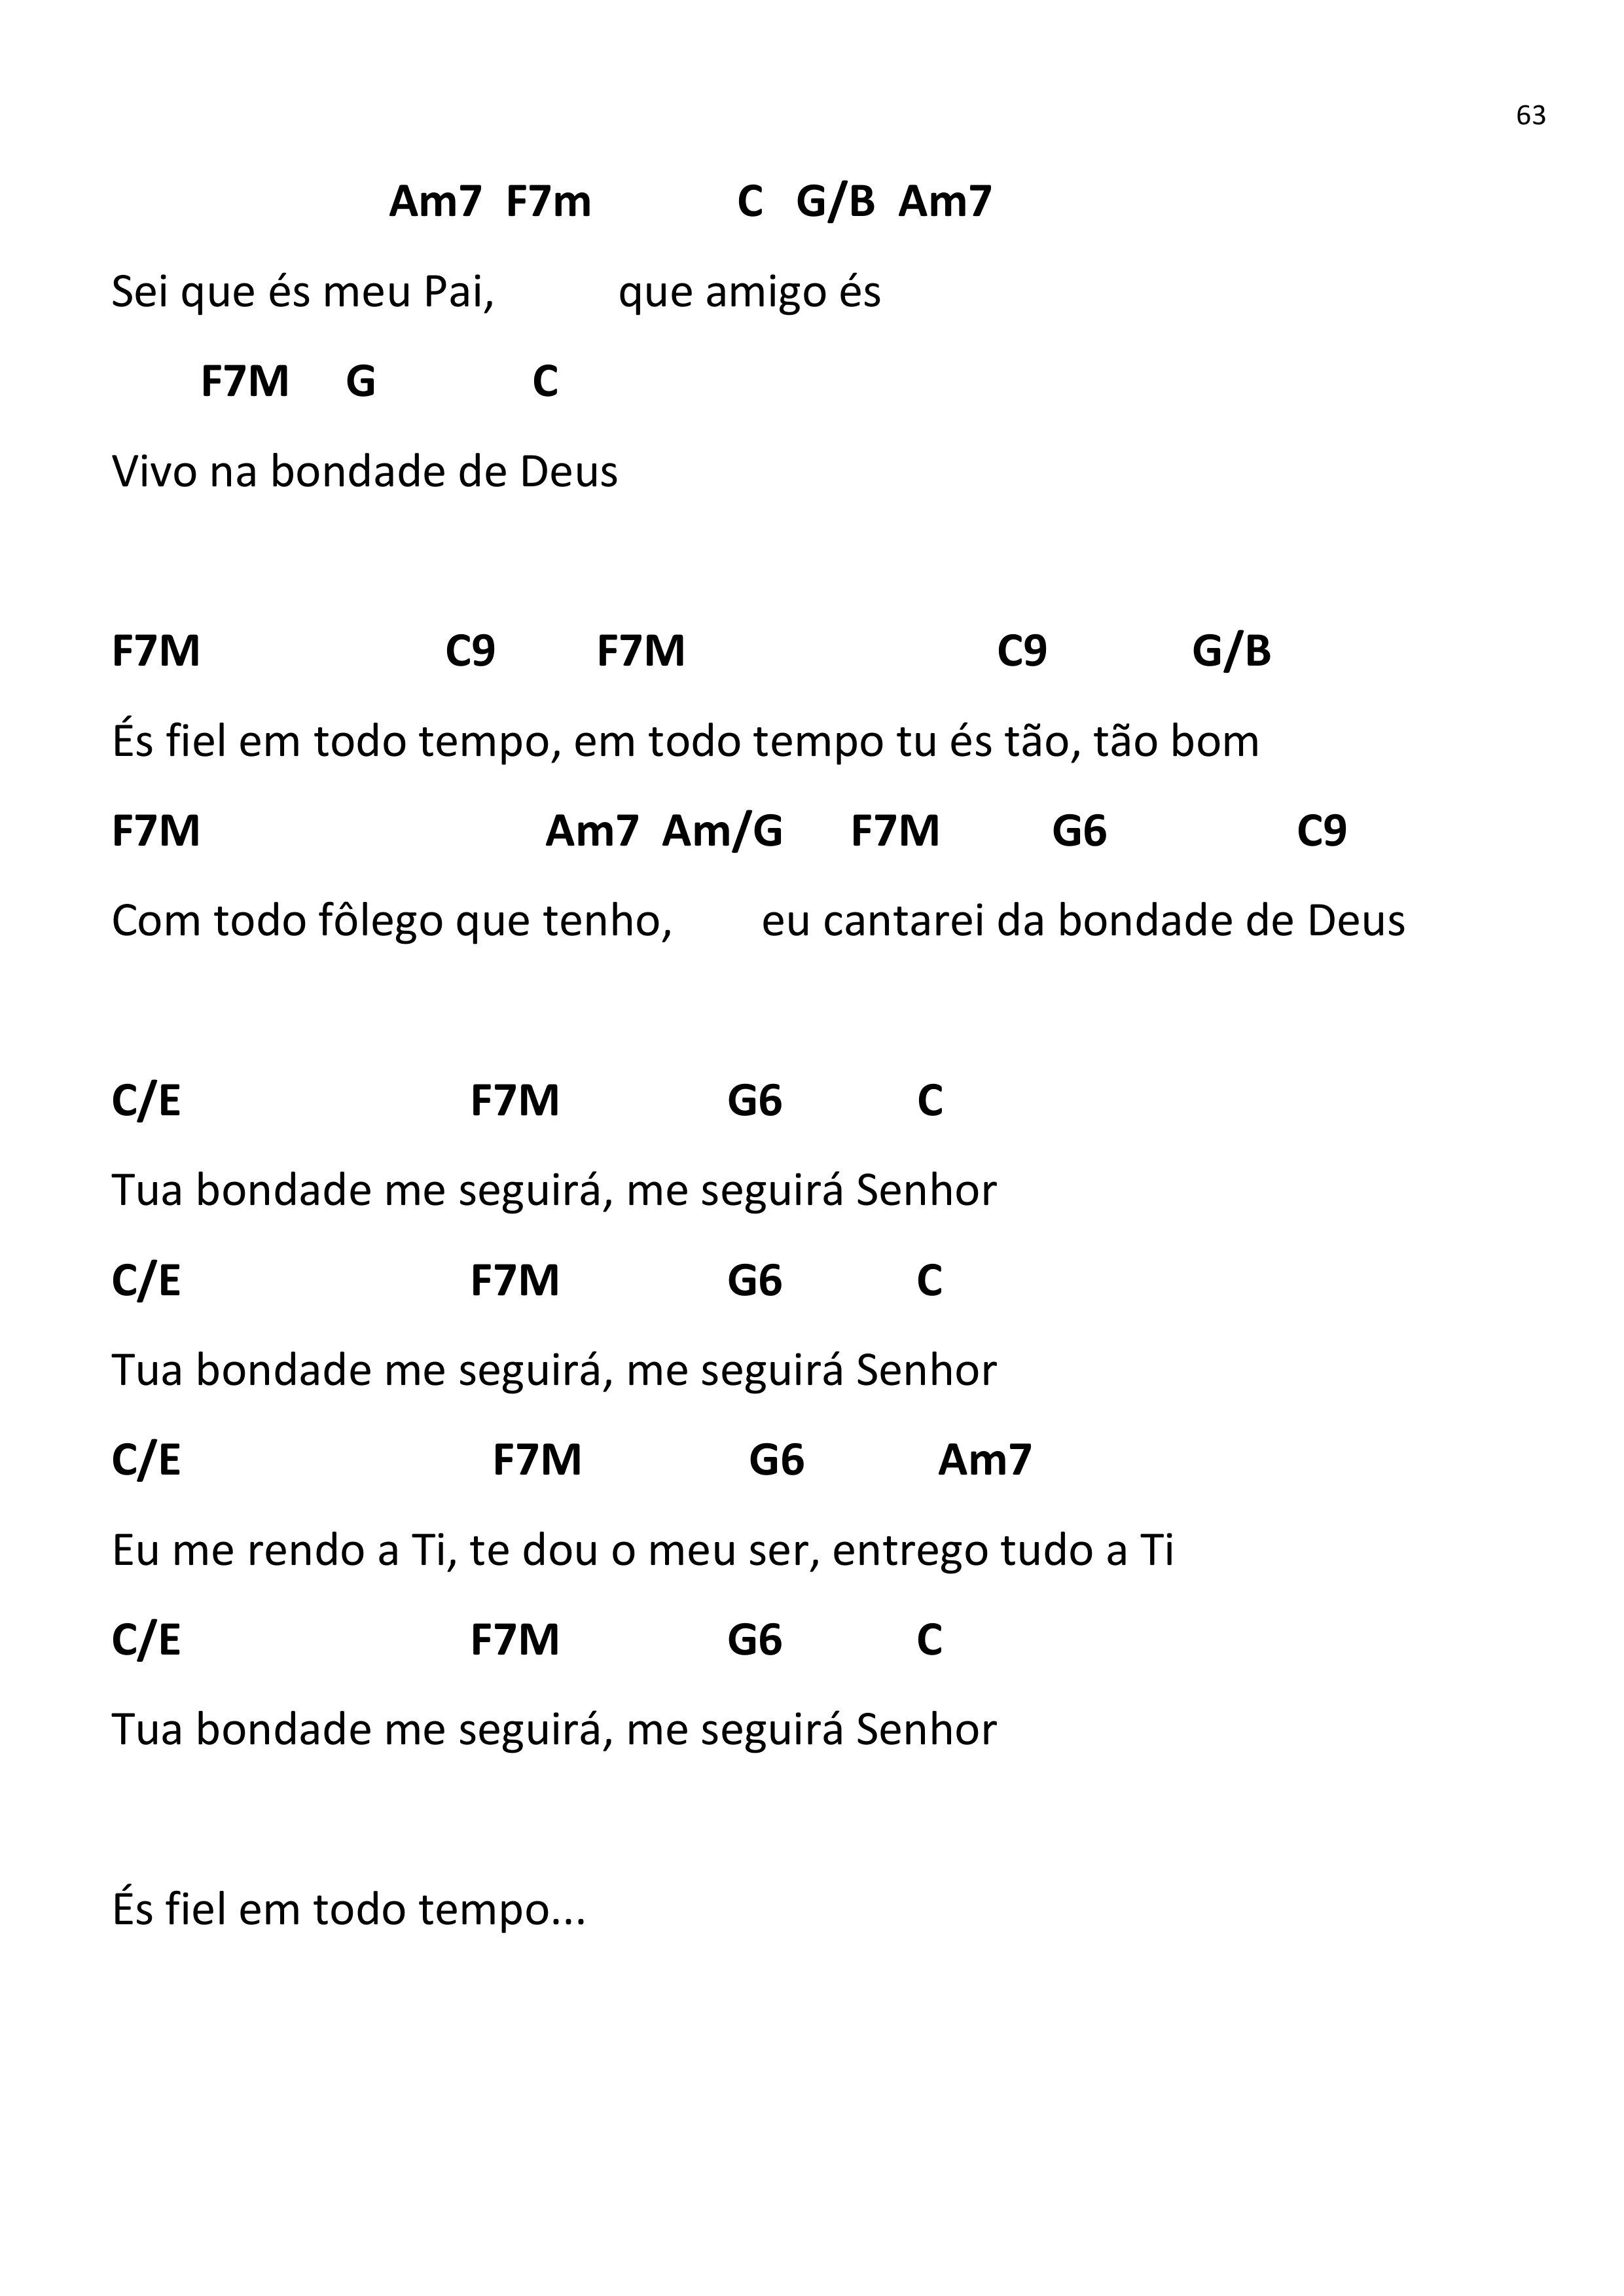 63
Am7 F7m C G/B Am7
Sei que és meu Pai, que amigo és
F7M G C
Vivo na bondade de Deus
F7M C9 F7M C9 G/B
És fiel em todo tempo, em todo tempo tu és tão, tão bom
F7M Am7 Am/G F7M G6 C9
Com todo fôlego que tenho, eu cantarei da bondade de Deus
C/E F7M G6 C
Tua bondade me seguirá, me seguirá Senhor
C/E F7M G6 C
Tua bondade me seguirá, me seguirá Senhor
C/E F7M G6 Am7
Eu me rendo a Ti, te dou o meu ser, entrego tudo a Ti
C/E F7M G6 C
Tua bondade me seguirá, me seguirá Senhor
És fiel em todo tempo...